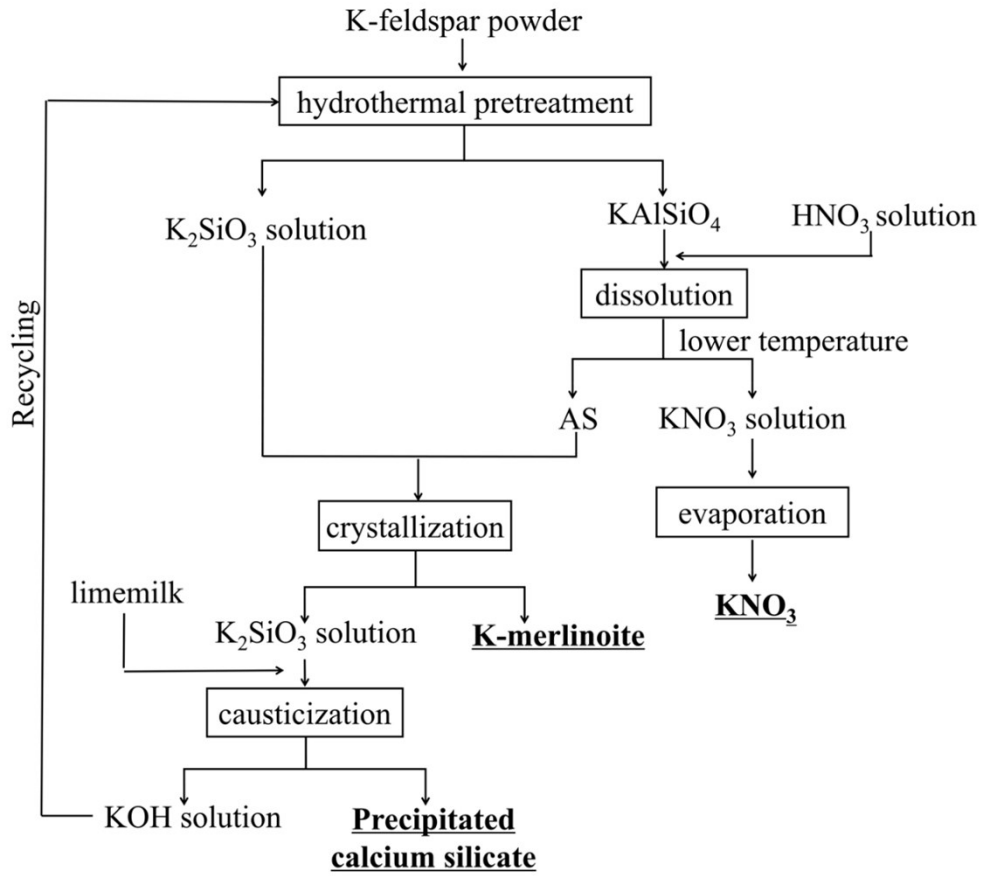 K-feldspar powder
hydrothermal pretreatment
K₂SiO₃ solution
KAlSiO₄
HNO₃ solution
dissolution
lower temperature
Recycling
AS
KNO₃ solution
crystallization
evaporation
limemilk
K₂SiO₃ solution
K-merlinoite
KNO₃
causticization
KOH solution
Precipitated
calcium silicate